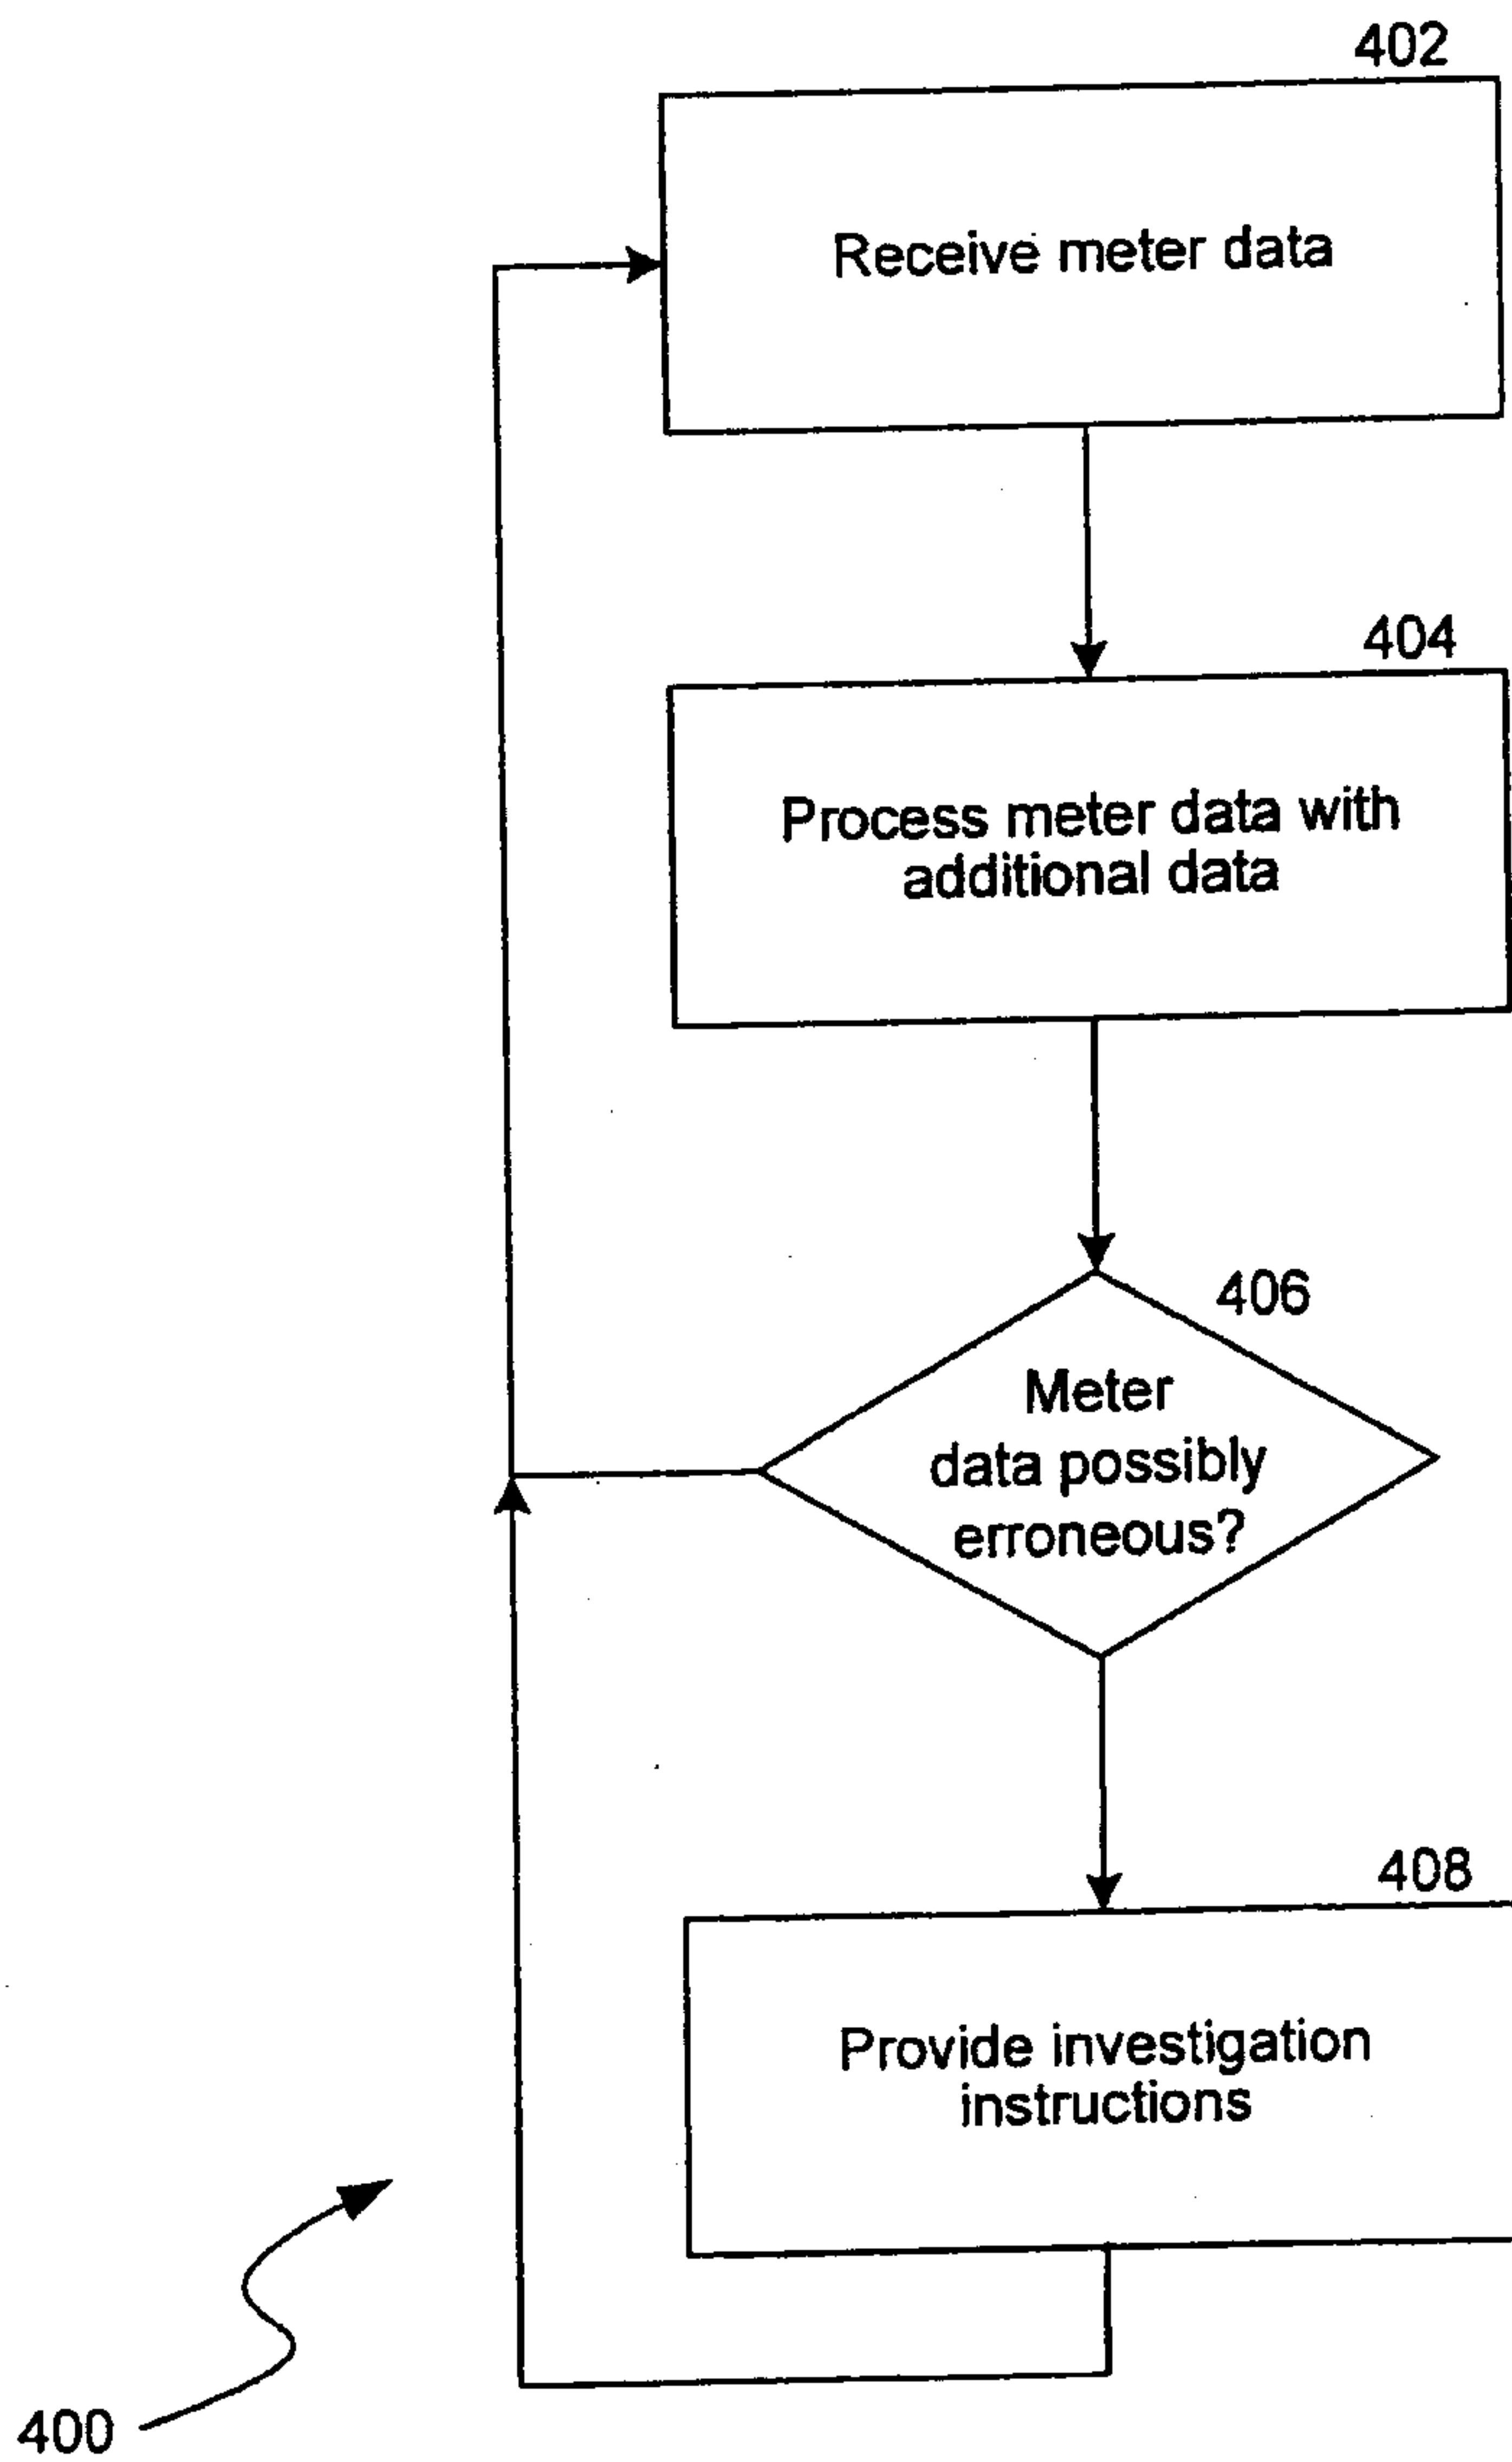 402
Receive meter data
404
Process meter data with
additional data
406
Meter
data possibly
erroneous?
408
Provide investigation
instructions
400